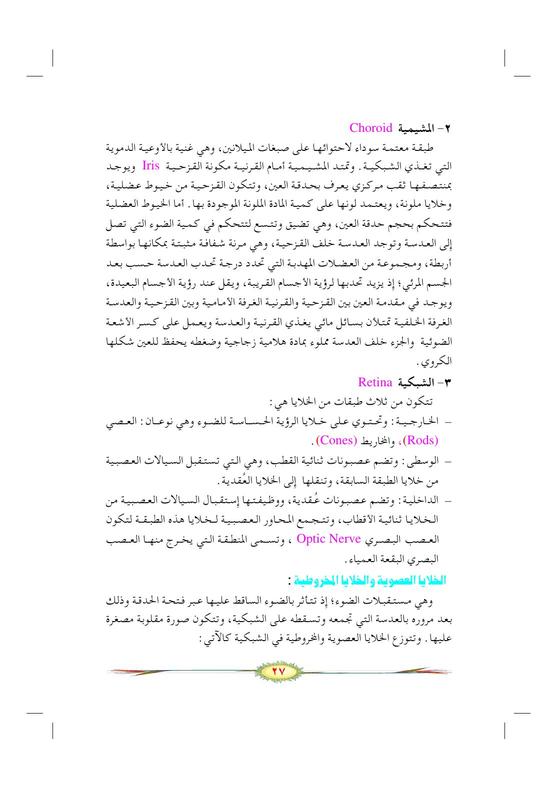 ٢- المشيمية Choroid
طبقة معتمة سوداء لاحتوائها على صبغات الميلانين، وهي غنية بالأوعية الدموية
التي تغذي الشبكية. وتمتد المشيمية أمام القرنية مكونة القزحية Iris ويوجد
بمنتصفها ثقب مركزي يعرف بحدقة العين، وتتكون القزحية من خيوط عضلية،
وخلايا ملونة، ويعتمد لونها على كمية المادة الملونة الموجودة بها. أما الخيوط العضلية
فتتحكم بحجم حدقة العين، وهي تضيق وتتسع لتتحكم في كمية الضوء التي تصل
إلى العدسة وتوجد العدسة خلف القزحية، وهي مرنة شفافة مثبتة بمكانها بواسطة
أربطة، ومجموعة من العضلات المهدبة التي تحدد درجة تحدب العدسة حسب بعد
الجسم المرئي؛ إذ يزيد تحدبها لرؤية الأجسام القريبة، ويقل عند رؤية الأجسام البعيدة،
ويوجد في مقدمة العين بين القزحية والقرنية الغرفة الأمامية وبين القزحية والعدسة
الغرفة الخلفية تمتلآن بسائل مائي يغذي القرنية والعدسة ويعمل على كسر الأشعة
الضوئية والجزء خلف العدسة مملوء بمادة هلامية زجاجية وضغطه يحفظ للعين شكلها
الكروي.
٣- الشبكية Retina
تتكون من ثلاث طبقات من الخلايا هي:
– الخارجية: وتحتوي على خلايا الرؤية الحساسة للضوء وهي نوعان: العصي
(Rods)، والمخاريط (Cones).
– الوسطى: وتضم عصبونات ثنائية القطب، وهي التي تستقبل السيالات العصبية
من خلايا الطبقة السابقة، وتنقلها إلى الخلايا العُقدية.
– الداخلية: وتضم عصبونات عُقدية، ووظيفتها إستقبال السيالات العصبية من
الخلايا ثنائية الأقطاب، وتتجمع المحاور العصبية لخلايا هذه الطبقة لتكون
العصب البصري Optic Nerve ، وتسمى المنطقة التي يخرج منها العصب
البصري البقعة العمياء.
الخلايا العصوية والخلايا المخروطية :
وهي مستقبلات الضوء؛ إذ تتأثر بالضوء الساقط عليها عبر فتحة الحدقة وذلك
بعد مروره بالعدسة التي تجمعه وتسقطه على الشبكية، وتتكون صورة مقلوبة مصغرة
عليها. وتتوزع الخلايا العصوية والمخروطية في الشبكية كالآتي:
٢٧